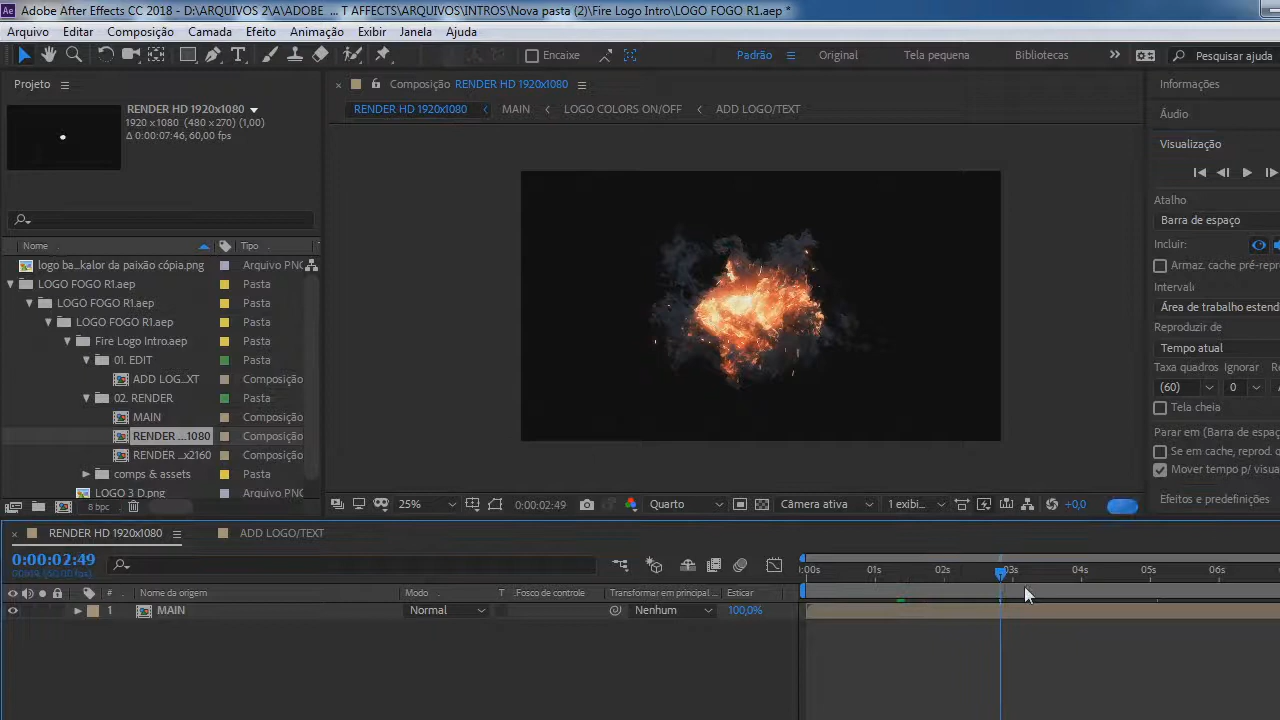 Adobe After Effects CC 2018 - D:\ARQUIVOS 2\A\ADOBE ... T AFFECTS\ARQUIVOS\INTROS\Nova pasta (2)\Fire Logo Intro\LOGO FOGO R1.aep *
Arquivo Editar Composição Camada Efeito Animação Exibir Janela Ajuda
Encaixe Padrão Original Tela pequena Bibliotecas Pesquisar ajuda
Projeto
Composição RENDER HD 1920x1080
Informações
RENDER HD 1920x1080
1920 x1080 (480 x 270) (1,00)
Δ 0:00:07:46, 60,00 fps
RENDER HD 1920x1080 MAIN LOGO COLORS ON/OFF ADD LOGO/TEXT
Áudio
Visualização
Atalho
Barra de espaço
Incluir:
Armaz. cache pré-repr
Intervalı
Área de trabalho estend
Reproduzir de
Tempo atual
Taxa quadros Ignorar Re
(60) 0
Tela cheia
Parar em (Barra de espaç
Se em cache, reprod. q
Mover tempo p/ visua
Efeitos e predefinições
Nome Tipo
logo ba...kalor da paixão cópia.png Arquivo PNG
LOGO FOGO R1.aep Pasta
LOGO FOGO R1.aep Pasta
LOGO FOGO R1.aep Pasta
Fire Logo Intro.aep Pasta
01. EDIT Pasta
ADD LOG...XT Composição
02. RENDER Pasta
MAIN Composição
RENDER ...1080 Composição
RENDER ...x2160 Composição
comps & assets Pasta
LOGO 3 D.png Arquivo PNG
8 bpc
25% 0:00:02:49 Quarto Câmera ativa 1 exibi... +0,0
RENDER HD 1920x1080 ADD LOGO/TEXT
0:00:02:49
:00s 01s 02s 03s 04s 05s 06s
# Nome da origem Modo T .Fosco de controle Transformar em principal ... Esticar
1 MAIN Normal Nenhum 100,0%